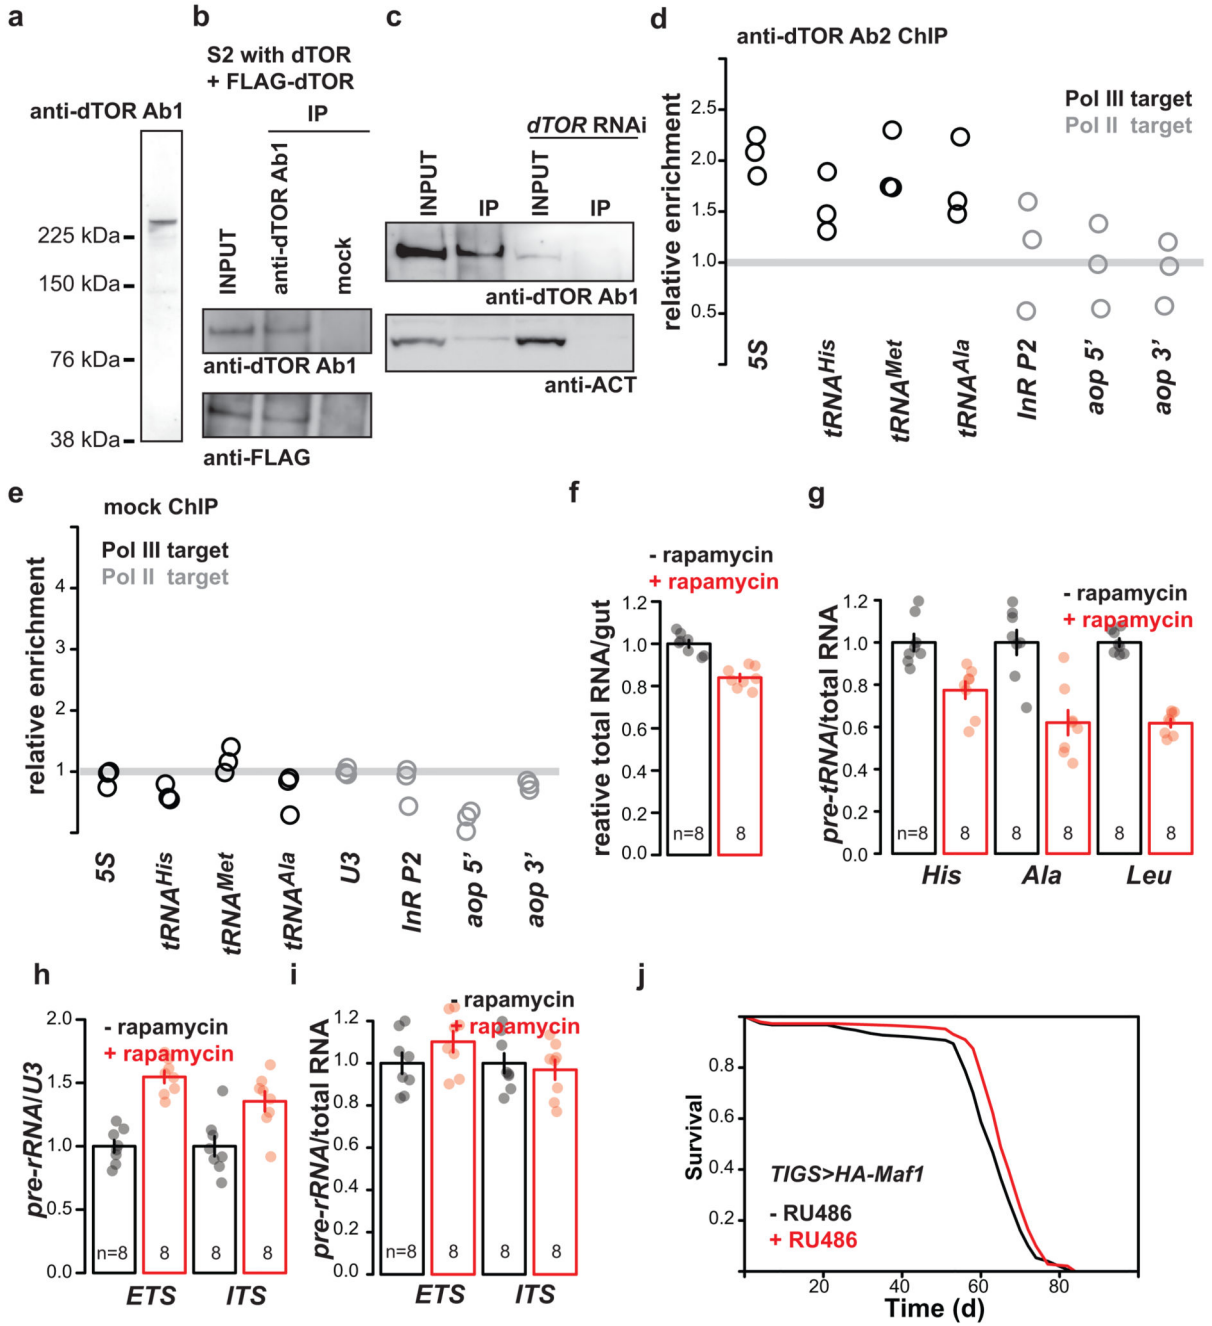 a
anti-dTOR Ab1
225 kDa
150 kDa
76 kDa
38 kDa
b
S2 with dTOR
+ FLAG-dTOR
IP
INPUT
anti-dTOR Ab1
mock
anti-dTOR Ab1
anti-FLAG
c
dTOR RNAi
INPUT
IP
INPUT
IP
anti-dTOR Ab1
anti-ACT
d
anti-dTOR Ab2 ChIP
Pol III target
Pol II target
relative enrichment
2.5
2.0
1.5
1.0
0.5
5S
tRNAHis
tRNAMet
tRNAAla
InR P2
aop 5’
aop 3’
e
mock ChIP
Pol III target
Pol II target
relative enrichment
4
3
2
1
5S
tRNAHis
tRNAMet
tRNAAla
U3
InR P2
aop 5’
aop 3’
f
- rapamycin
+ rapamycin
reative total RNA/gut
1.2
1.0
0.8
0.6
0.4
0.2
0.0
n=8
8
g
- rapamycin
+ rapamycin
pre-tRNA/total RNA
1.2
1.0
0.8
0.6
0.4
0.2
0.0
n=8
8
8
8
8
8
His
Ala
Leu
h
- rapamycin
+ rapamycin
pre-rRNA/U3
2.0
1.5
1.0
0.5
0.0
n=8
8
8
8
ETS
ITS
i
- rapamycin
+ rapamycin
pre-rRNA/total RNA
1.2
1.0
0.8
0.6
0.4
0.2
0.0
n=8
8
8
8
ETS
ITS
j
Survival
0.8
0.6
0.4
0.2
TIGS>HA-Maf1
- RU486
+ RU486
20
40
60
80
Time (d)